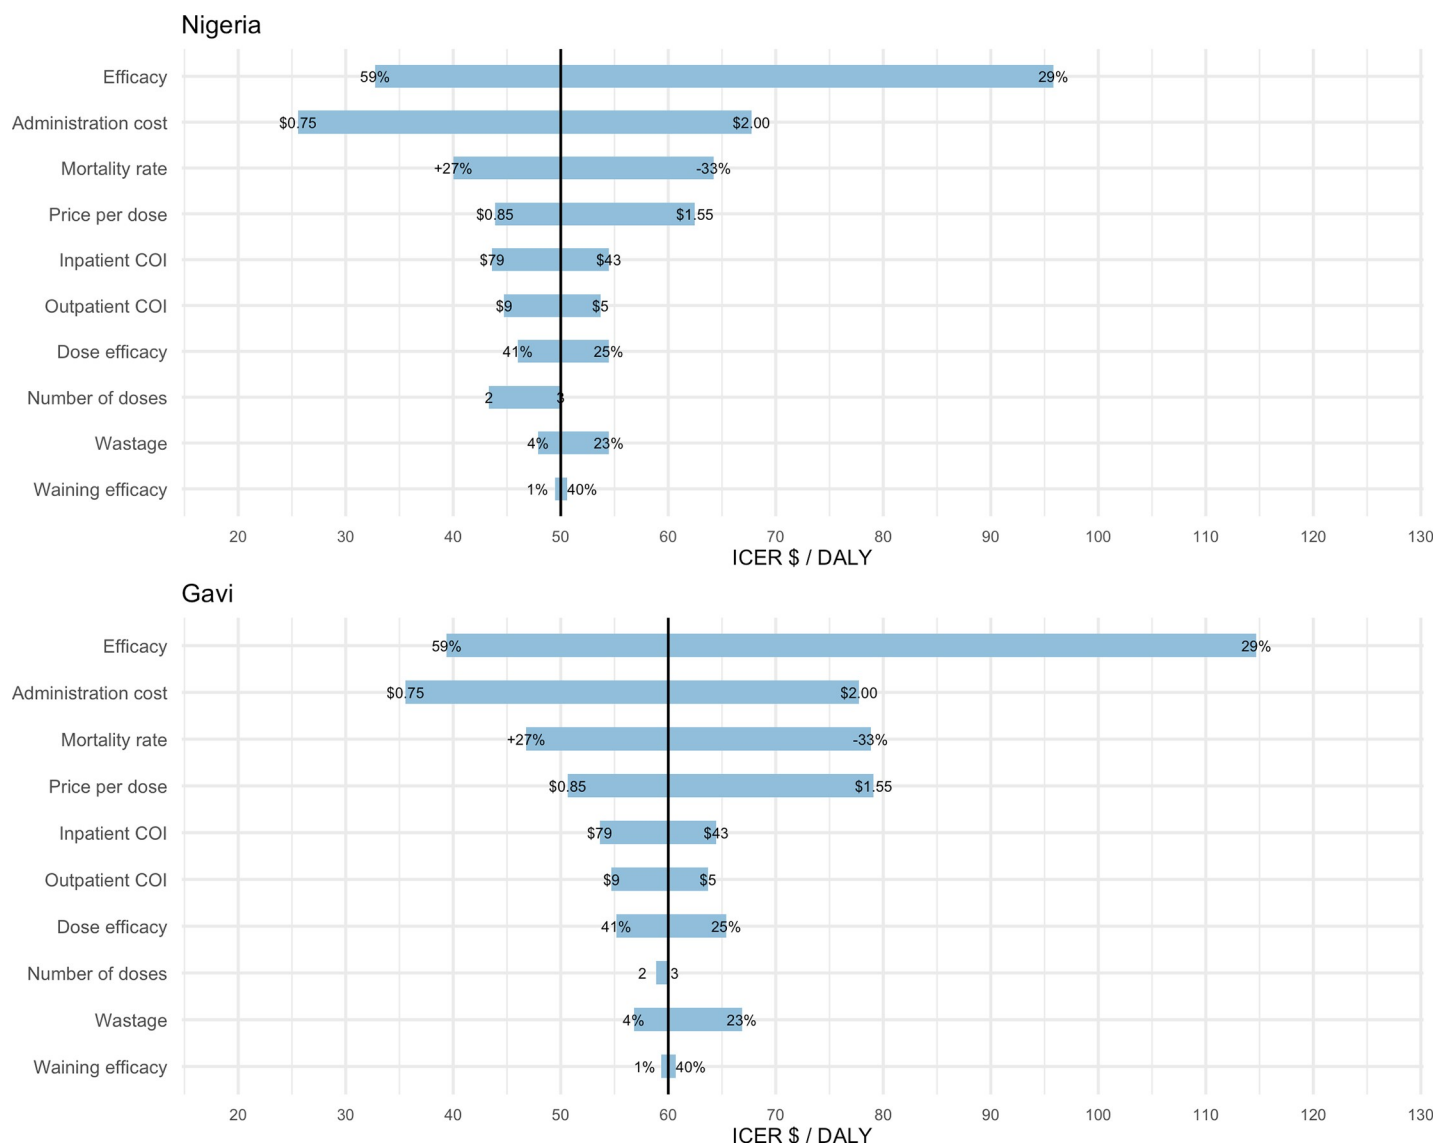 Nigeria
Efficacy 59% 29%
Administration cost $0.75 $2.00
Mortality rate +27% -33%
Price per dose $0.85 $1.55
Inpatient COI $79 $43
Outpatient COI $9 $5
Dose efficacy 41% 25%
Number of doses 2 3
Wastage 4% 23%
Waining efficacy 1% 40%
20 30 40 50 60 70 80 90 100 110 120 130
ICER $ / DALY
Gavi
Efficacy 59% 29%
Administration cost $0.75 $2.00
Mortality rate +27% -33%
Price per dose $0.85 $1.55
Inpatient COI $79 $43
Outpatient COI $9 $5
Dose efficacy 41% 25%
Number of doses 2 3
Wastage 4% 23%
Waining efficacy 1% 40%
20 30 40 50 60 70 80 90 100 110 120 130
ICER $ / DALY